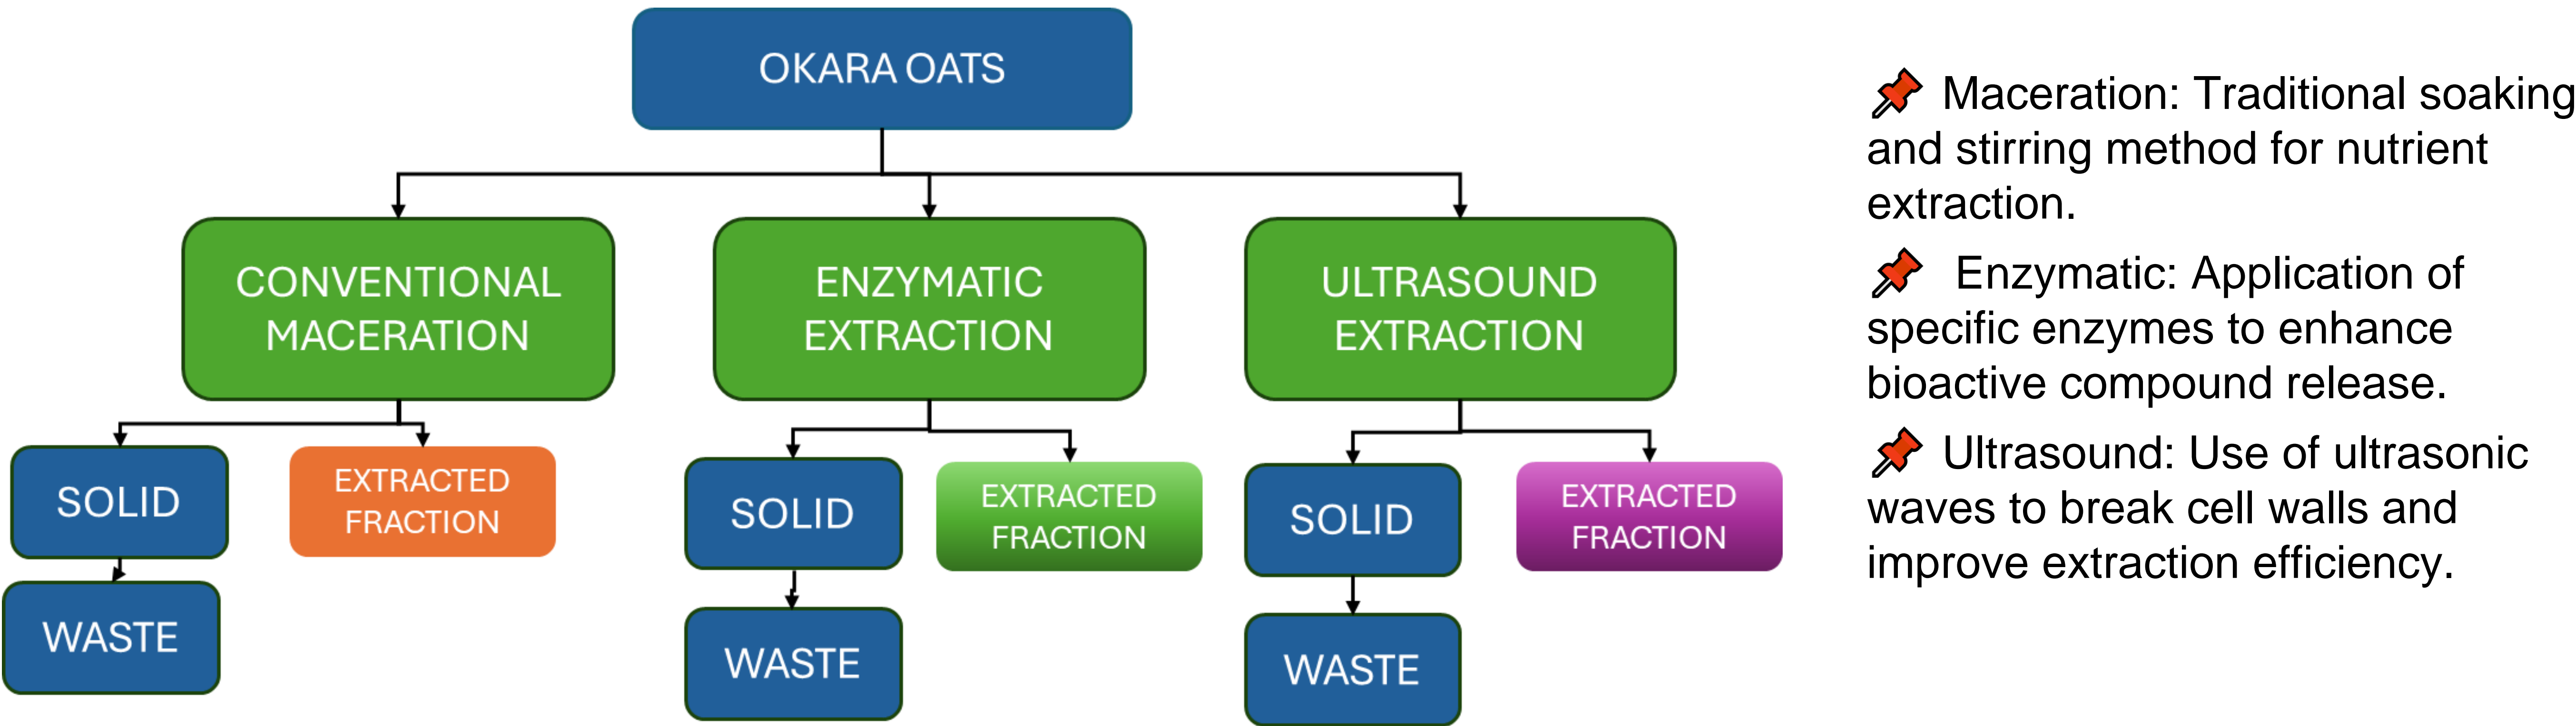 OKARA OATS
CONVENTIONAL
MACERATION
ENZYMATIC
EXTRACTION
ULTRASOUND
EXTRACTION
SOLID
EXTRACTED
FRACTION
WASTE
SOLID
EXTRACTED
FRACTION
WASTE
SOLID
EXTRACTED
FRACTION
WASTE
📌 Maceration: Traditional soaking
and stirring method for nutrient
extraction.
📌 Enzymatic: Application of
specific enzymes to enhance
bioactive compound release.
📌 Ultrasound: Use of ultrasonic
waves to break cell walls and
improve extraction efficiency.